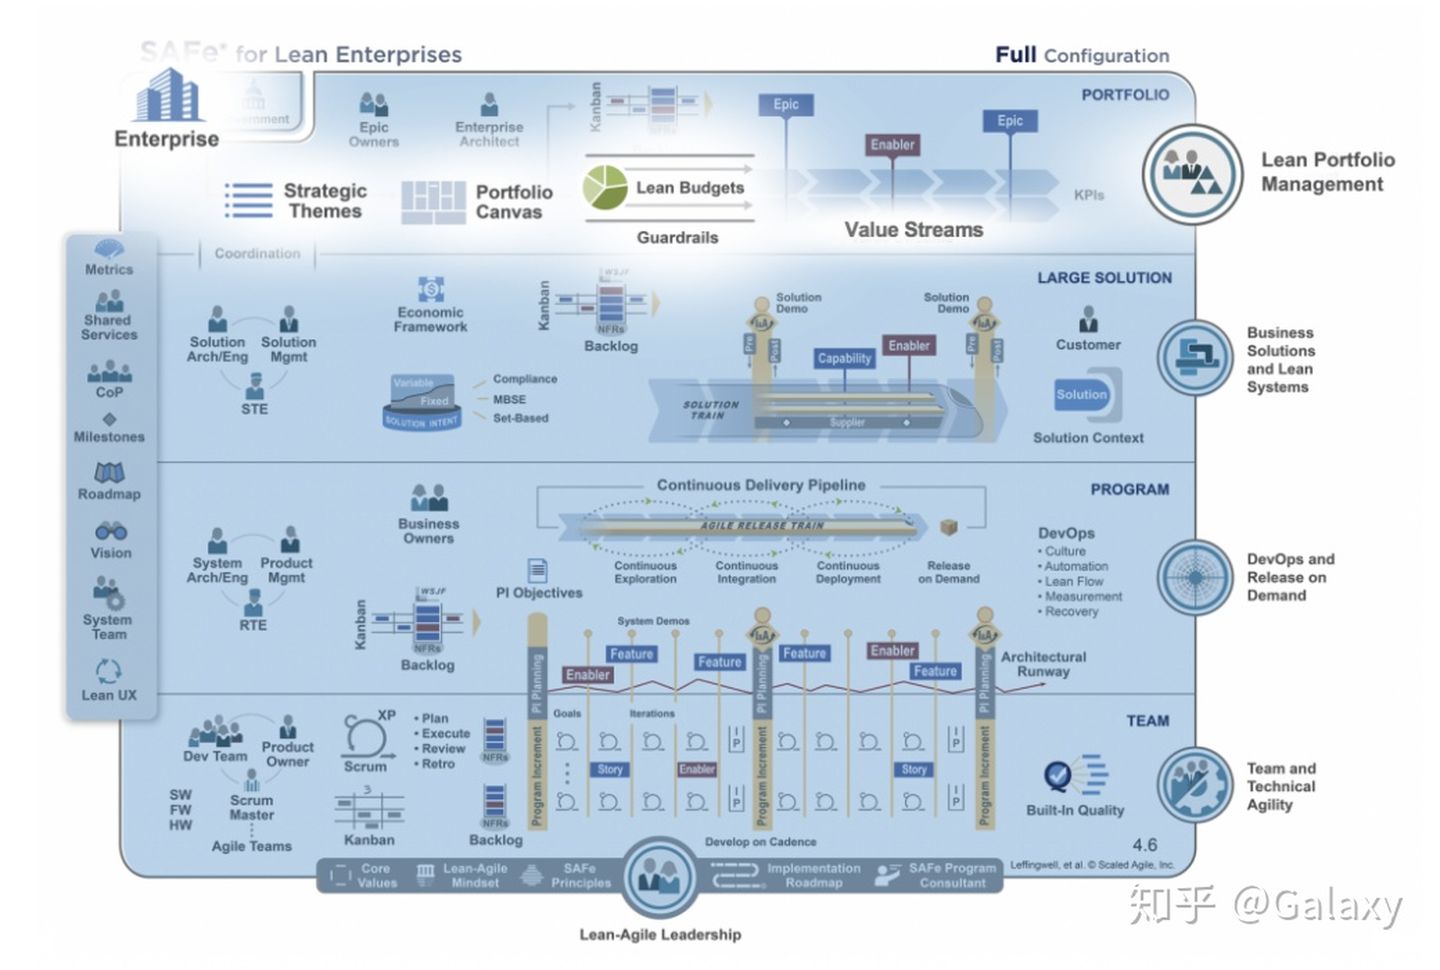 SAFe® for Lean Enterprises
Full Configuration
Enterprise
Epic
Owners
Enterprise
Architect
Kanban
NFRs
Epic
Enabler
Epic
PORTFOLIO
Strategic
Themes
Portfolio
Canvas
Lean Budgets
Guardrails
Value Streams
KPIs
Lean Portfolio
Management
Coordination
Metrics
Shared
Services
CoP
Milestones
Roadmap
Vision
System
Team
Lean UX
LARGE SOLUTION
Solution
Arch/Eng
Solution
Mgmt
STE
Economic
Framework
Variable
Fixed
SOLUTION INTENT
Compliance
MBSE
Set-Based
Kanban
WSJF
NFRs
Backlog
Solution
Demo
Solution
Demo
I&A
I&A
Pre
Post
Pre
Post
Capability
Enabler
SOLUTION
TRAIN
Supplier
Customer
Solution
Solution Context
Business
Solutions
and Lean
Systems
PROGRAM
Business
Owners
System
Arch/Eng
Product
Mgmt
RTE
Continuous Delivery Pipeline
AGILE RELEASE TRAIN
Continuous
Exploration
Continuous
Integration
Continuous
Deployment
Release
on Demand
DevOps
• Culture
• Automation
• Lean Flow
• Measurement
• Recovery
DevOps and
Release on
Demand
PI Objectives
Kanban
WSJF
NFRs
Backlog
System Demos
I&A
I&A
Enabler
Feature
Feature
Feature
Enabler
Feature
Architectural
Runway
PI Planning
PI Planning
PI Planning
TEAM
Dev Team
Product
Owner
Scrum
Master
SW
FW
HW
Agile Teams
XP
Scrum
• Plan
• Execute
• Review
• Retro
Kanban
NFRs
NFRs
Backlog
Program Increment
Program Increment
Program Increment
Goals
Iterations
Story
Enabler
Story
I
P
I
P
I
P
I
P
Built-In Quality
Team and
Technical
Agility
Develop on Cadence
4.6
Leffingwell, et al. © Scaled Agile, Inc.
Core
Values
Lean-Agile
Mindset
SAFe
Principles
Implementation
Roadmap
SAFe Program
Consultant
Lean-Agile Leadership
知乎 @Galaxy